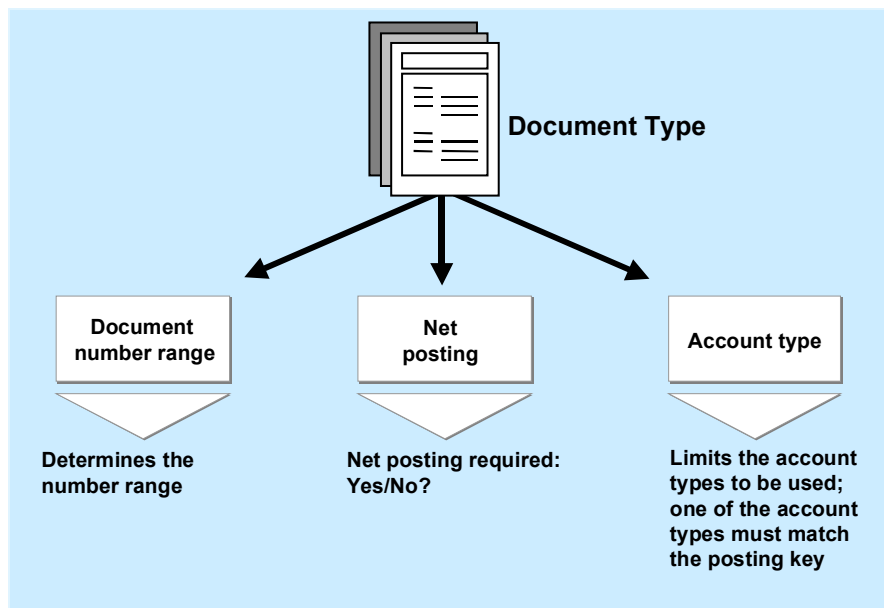 Document Type
Document
number range
Net
posting
Account type
Determines the
number range
Net posting required:
Yes/No?
Limits the account
types to be used;
one of the account
types must match
the posting key